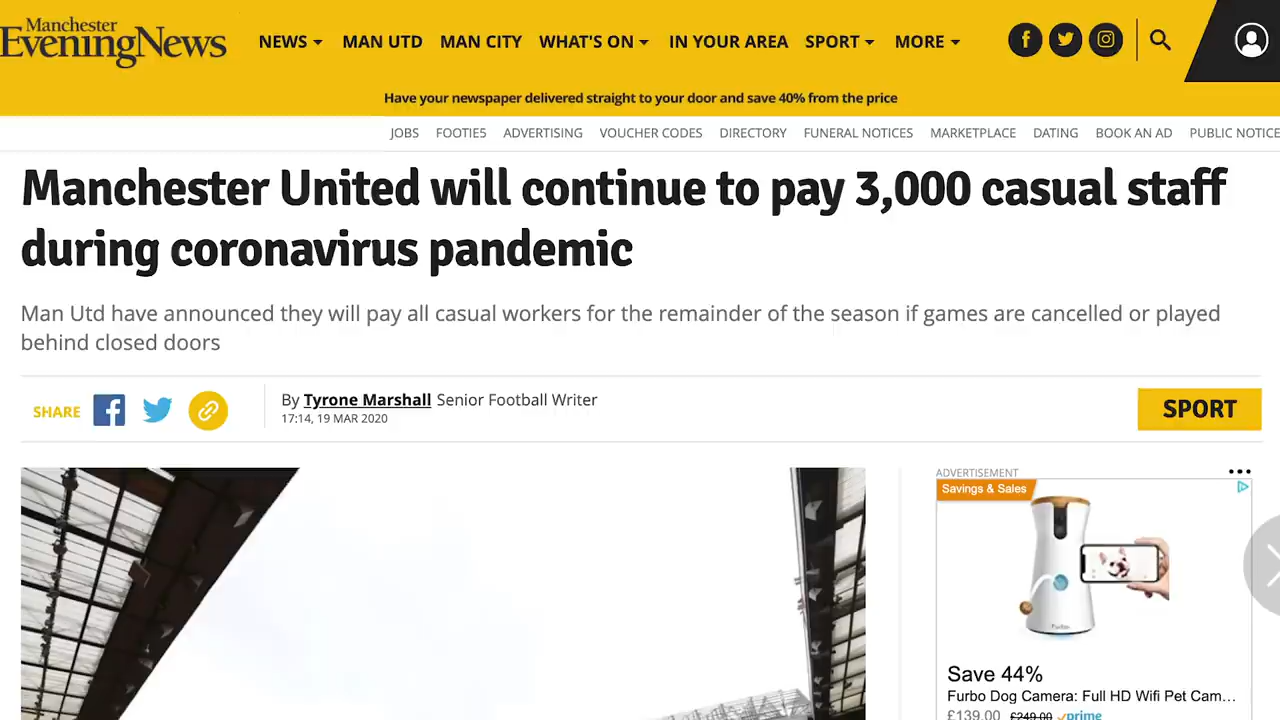 Manchester
EveningNews
NEWS MAN UTD MAN CITY WHAT'S ON IN YOUR AREA SPORT MORE
Have your newspaper delivered straight to your door and save 40% from the price
JOBS FOOTIE5 ADVERTISING VOUCHER CODES DIRECTORY FUNERAL NOTICES MARKETPLACE DATING BOOK AN AD PUBLIC NOTICE
Manchester United will continue to pay 3,000 casual staff
during coronavirus pandemic
Man Utd have announced they will pay all casual workers for the remainder of the season if games are cancelled or played
behind closed doors
SHARE
By Tyrone Marshall Senior Football Writer
17:14, 19 MAR 2020
SPORT
ADVERTISEMENT
Savings & Sales
Furbo
Save 44%
Furbo Dog Camera: Full HD Wifi Pet Cam…
£139.00 £249.00 prime